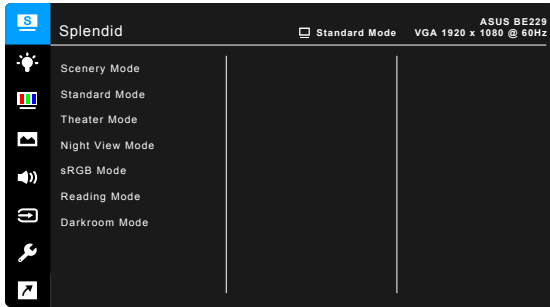 S
Splendid
Standard Mode
ASUS BE229
VGA 1920 x 1080 @ 60Hz
Scenery Mode
Standard Mode
Theater Mode
Night View Mode
sRGB Mode
Reading Mode
Darkroom Mode